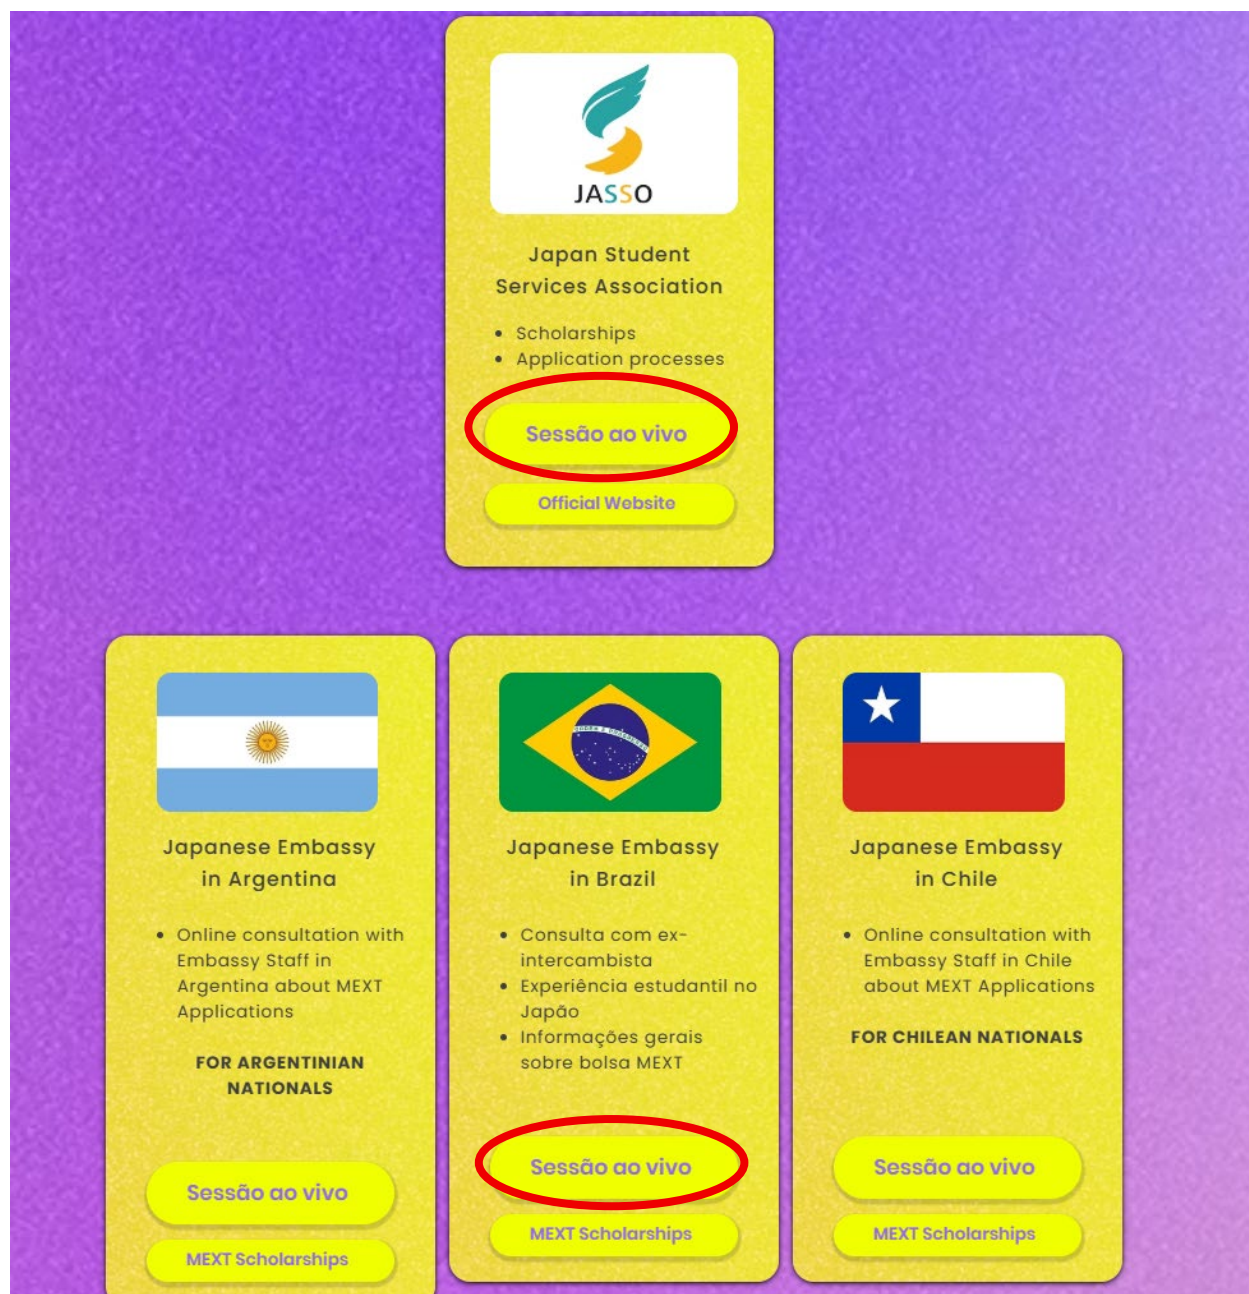 JASSO
Japan Student
Services Association
Scholarships
Application processes
Sessão ao vivo
Official Website
Japanese Embassy
in Argentina
Online consultation with
Embassy Staff in
Argentina about MEXT
Applications
FOR ARGENTINIAN
NATIONALS
Sessão ao vivo
MEXT Scholarships
Japanese Embassy
in Brazil
Consulta com ex-
intercambista
Experiência estudantil no
Japão
Informações gerais
sobre bolsa MEXT
Sessão ao vivo
MEXT Scholarships
Japanese Embassy
in Chile
Online consultation with
Embassy Staff in Chile
about MEXT Applications
FOR CHILEAN NATIONALS
Sessão ao vivo
MEXT Scholarships